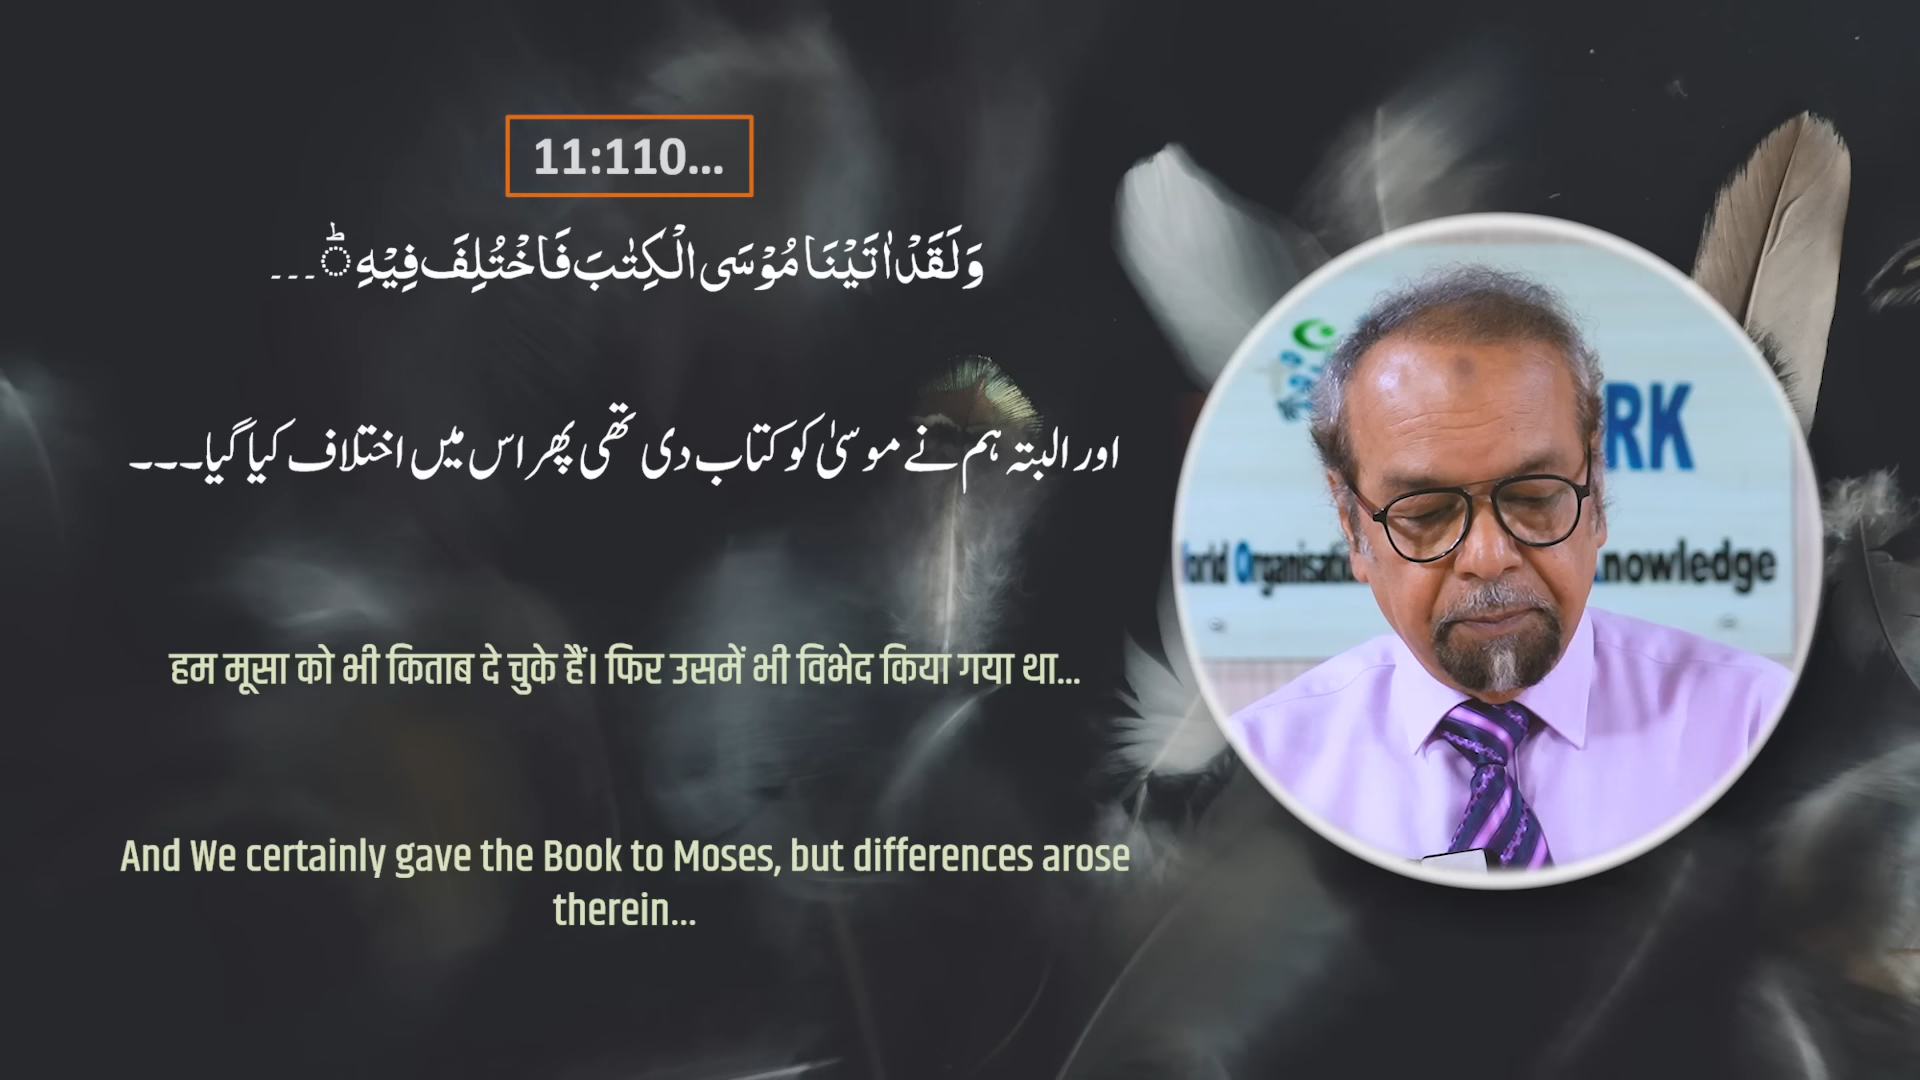 11:110...
وَلَقَدْ اٰتَيْنَا مُوْسَى الْكِتٰبَ فَاخْتُلِفَ فِيْهِ ؕ ---
اور البتہ ہم نے موسیٰ کو کتاب دی تھی پھر اس میں اختلاف کیا گیا۔۔۔
हम मूसा को भी किताब दे चुके हैं। फिर उसमें भी विभेद किया गया था...
And We certainly gave the Book to Moses, but differences arose
therein...
RK
orld Organisati nowledge